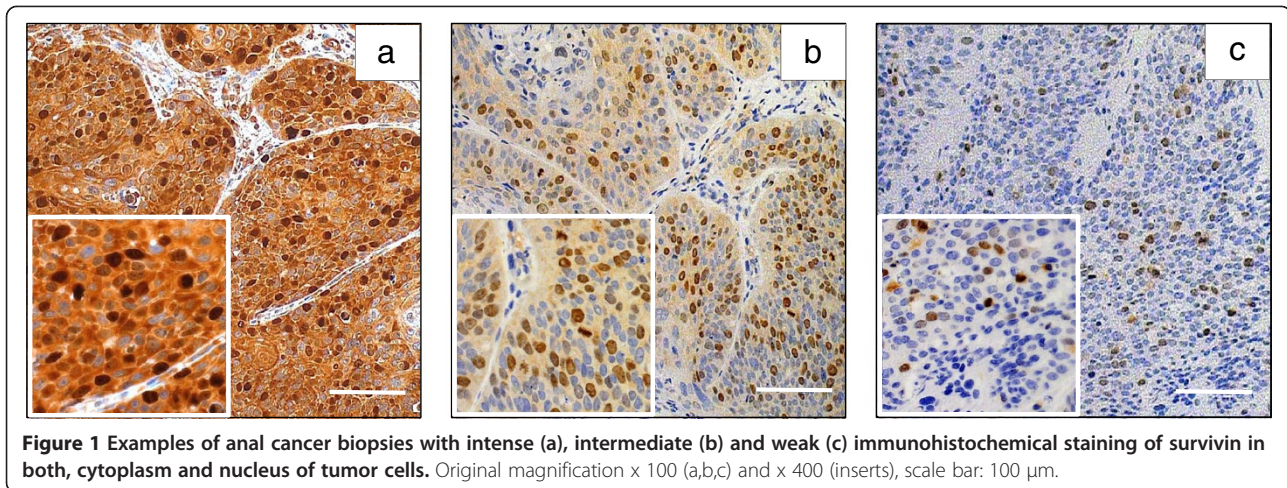 a
b
c
Figure 1 Examples of anal cancer biopsies with intense (a), intermediate (b) and weak (c) immunohistochemical staining of survivin in
both, cytoplasm and nucleus of tumor cells. Original magnification x 100 (a,b,c) and x 400 (inserts), scale bar: 100 μm.